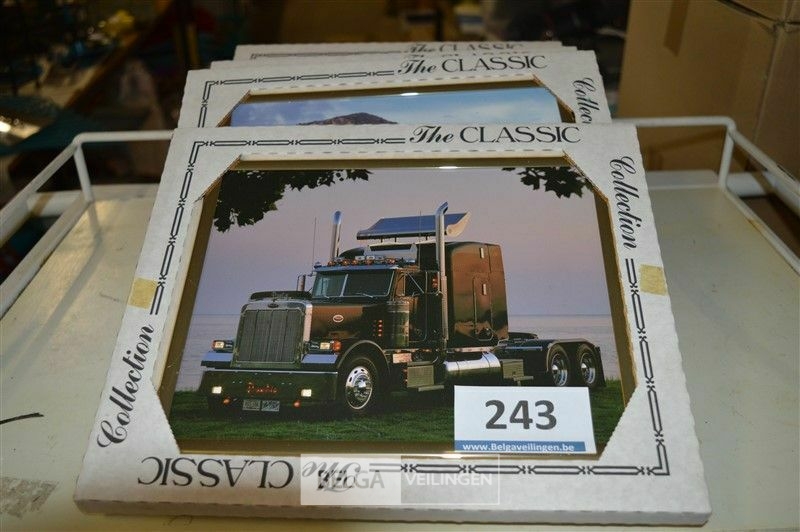 The CLASSIC
The CLASSIC
Collection
The CLASSIC
Collection
Collection
243
www.Belgaveilingen.be
The CLASSIC
BELGA VEILINGEN